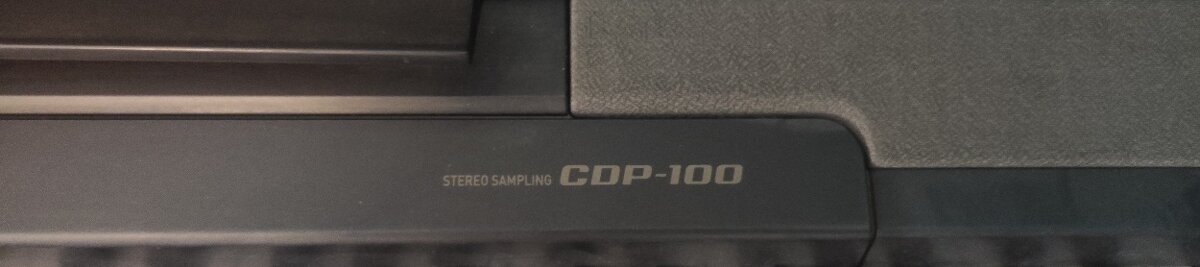 STEREO SAMPLING CDP-100